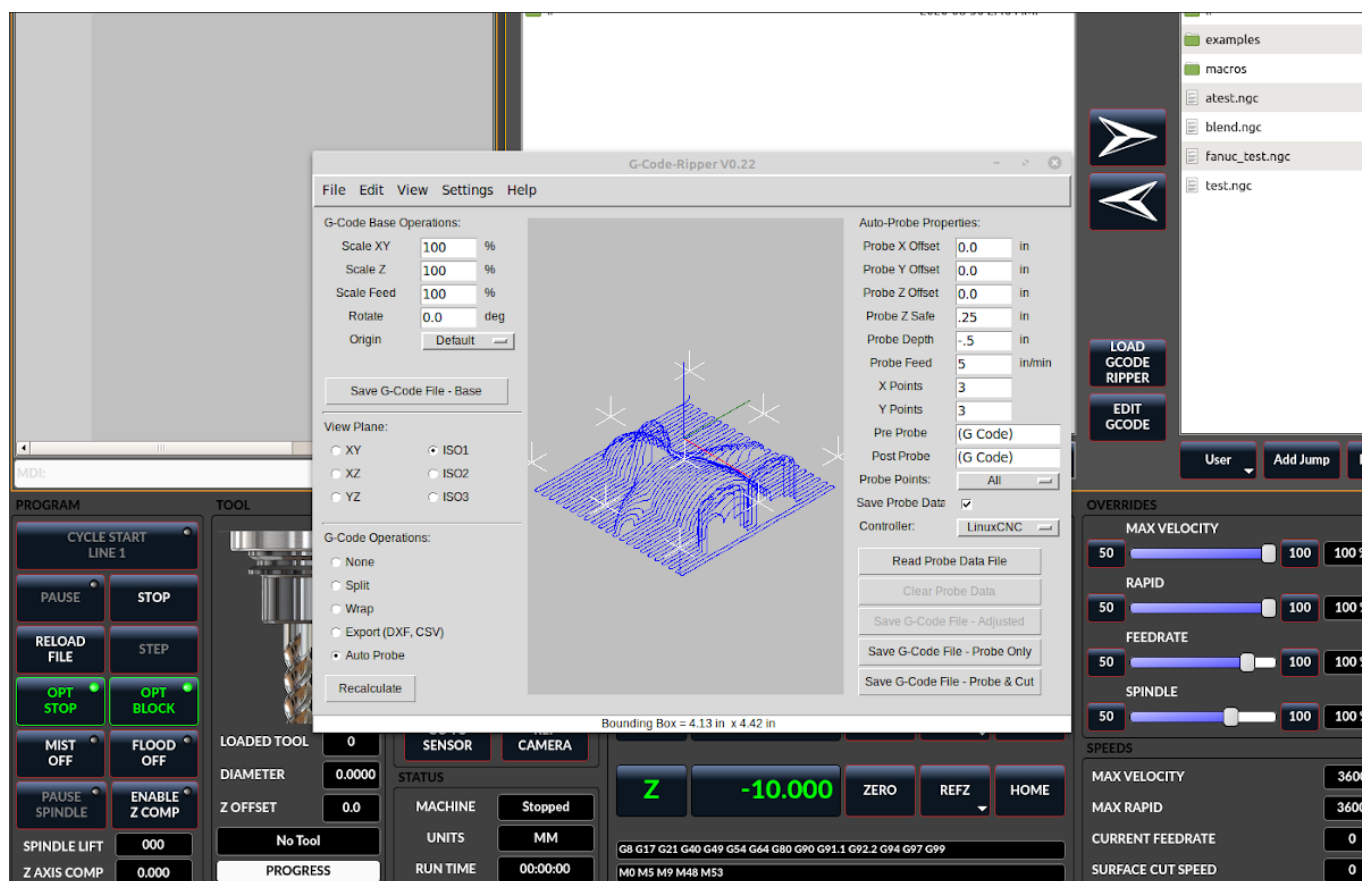 examples
macros
atest.ngc
blend.ngc
fanuc_test.ngc
test.ngc
G-Code-Ripper V0.22
File Edit View Settings Help
G-Code Base Operations:
Scale XY 100 %
Scale Z 100 %
Scale Feed 100 %
Rotate 0.0 deg
Origin Default
Save G-Code File - Base
View Plane:
XY ISO1
XZ ISO2
YZ ISO3
G-Code Operations:
None
Split
Wrap
Export (DXF, CSV)
Auto Probe
Recalculate
Auto-Probe Properties:
Probe X Offset 0.0 in
Probe Y Offset 0.0 in
Probe Z Offset 0.0 in
Probe Z Safe .25 in
Probe Depth -.5 in
Probe Feed 5 in/min
X Points 3
Y Points 3
Pre Probe (G Code)
Post Probe (G Code)
Probe Points: All
Save Probe Data
Controller: LinuxCNC
Read Probe Data File
Clear Probe Data
Save G-Code File - Adjusted
Save G-Code File - Probe Only
Save G-Code File - Probe & Cut
Bounding Box = 4.13 in x 4.42 in
LOAD
GCODE
RIPPER
EDIT
GCODE
User Add Jump
MDI:
PROGRAM
CYCLE START
LINE 1
PAUSE STOP
RELOAD
FILE
STEP
OPT
STOP
OPT
BLOCK
MIST
OFF
FLOOD
OFF
PAUSE
SPINDLE
ENABLE
Z COMP
SPINDLE LIFT 000
Z AXIS COMP 0.000
TOOL
LOADED TOOL 0
DIAMETER 0.0000
Z OFFSET 0.0
No Tool
PROGRESS
SENSOR
CAMERA
STATUS
MACHINE Stopped
UNITS MM
RUN TIME 00:00:00
Z -10.000 ZERO REFZ HOME
G8 G17 G21 G40 G49 G54 G64 G80 G90 G91.1 G92.2 G94 G97 G99
M0 M5 M9 M48 M53
OVERRIDES
MAX VELOCITY
50 100 100 %
RAPID
50 100 100
FEEDRATE
50 100 100
SPINDLE
50 100 100
SPEEDS
MAX VELOCITY 3600
MAX RAPID 3600
CURRENT FEEDRATE 0
SURFACE CUT SPEED 0